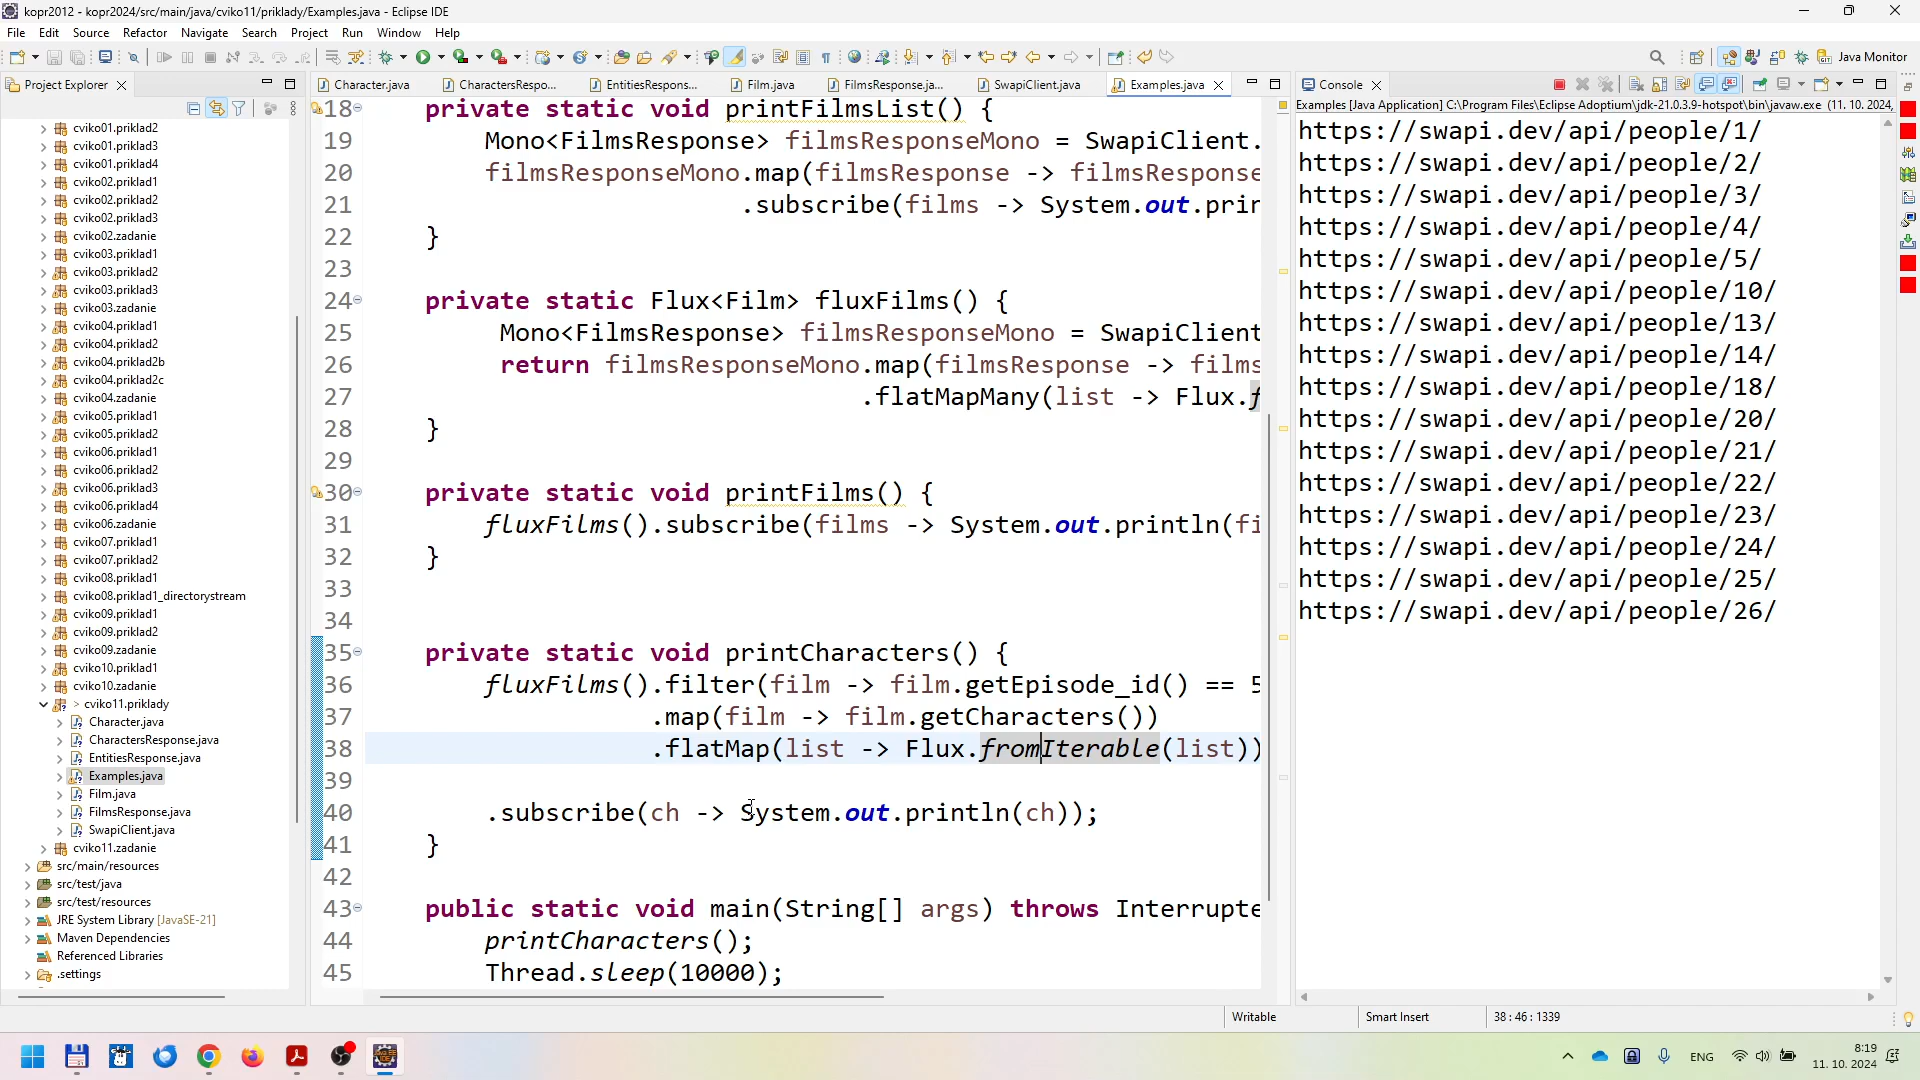 kopr2012 - kopr2024/src/main/java/cviko11/priklady/Examples.java - Eclipse IDE
File Edit Source Refactor Navigate Search Project Run Window Help
Java Monitor
Project Explorer
Character.java
CharactersRespo...
EntitiesRespons...
Film.java
FilmsResponse.ja...
SwapiClient.java
Examples.java
Console
Examples [Java Application] C:\Program Files\Eclipse Adoptium\jdk-21.0.3.9-hotspot\bin\javaw.exe (11. 10. 2024,
cviko01.priklad2
cviko01.priklad3
cviko01.priklad4
cviko02.priklad1
cviko02.priklad2
cviko02.priklad3
cviko02.zadanie
cviko03.priklad1
cviko03.priklad2
cviko03.priklad3
cviko03.zadanie
cviko04.priklad1
cviko04.priklad2
cviko04.priklad2b
cviko04.priklad2c
cviko04.zadanie
cviko05.priklad1
cviko05.priklad2
cviko06.priklad1
cviko06.priklad2
cviko06.priklad3
cviko06.priklad4
cviko06.zadanie
cviko07.priklad1
cviko07.priklad2
cviko08.priklad1
cviko08.priklad1_directorystream
cviko09.priklad1
cviko09.priklad2
cviko09.zadanie
cviko10.priklad1
cviko10.zadanie
> cviko11.priklady
Character.java
CharactersResponse.java
EntitiesResponse.java
Examples.java
Film.java
FilmsResponse.java
SwapiClient.java
cviko11.zadanie
src/main/resources
src/test/java
src/test/resources
JRE System Library [JavaSE-21]
Maven Dependencies
Referenced Libraries
.settings
18 private static void printFilmsList() {
19 Mono<FilmsResponse> filmsResponseMono = SwapiClient.
20 filmsResponseMono.map(filmsResponse -> filmsResponse
21 .subscribe(films -> System.out.prin
22 }
23
24 private static Flux<Film> fluxFilms() {
25 Mono<FilmsResponse> filmsResponseMono = SwapiClient
26 return filmsResponseMono.map(filmsResponse -> films
27 .flatMapMany(list -> Flux.f
28 }
29
30 private static void printFilms() {
31 fluxFilms().subscribe(films -> System.out.println(fi
32 }
33
34
35 private static void printCharacters() {
36 fluxFilms().filter(film -> film.getEpisode_id() == 5
37 .map(film -> film.getCharacters())
38 .flatMap(list -> Flux.fromIterable(list))
39
40 .subscribe(ch -> System.out.println(ch));
41 }
42
43 public static void main(String[] args) throws Interrupte
44 printCharacters();
45 Thread.sleep(10000);
https://swapi.dev/api/people/1/
https://swapi.dev/api/people/2/
https://swapi.dev/api/people/3/
https://swapi.dev/api/people/4/
https://swapi.dev/api/people/5/
https://swapi.dev/api/people/10/
https://swapi.dev/api/people/13/
https://swapi.dev/api/people/14/
https://swapi.dev/api/people/18/
https://swapi.dev/api/people/20/
https://swapi.dev/api/people/21/
https://swapi.dev/api/people/22/
https://swapi.dev/api/people/23/
https://swapi.dev/api/people/24/
https://swapi.dev/api/people/25/
https://swapi.dev/api/people/26/
Writable
Smart Insert
38 : 46 : 1339
ENG
8:19
11. 10. 2024